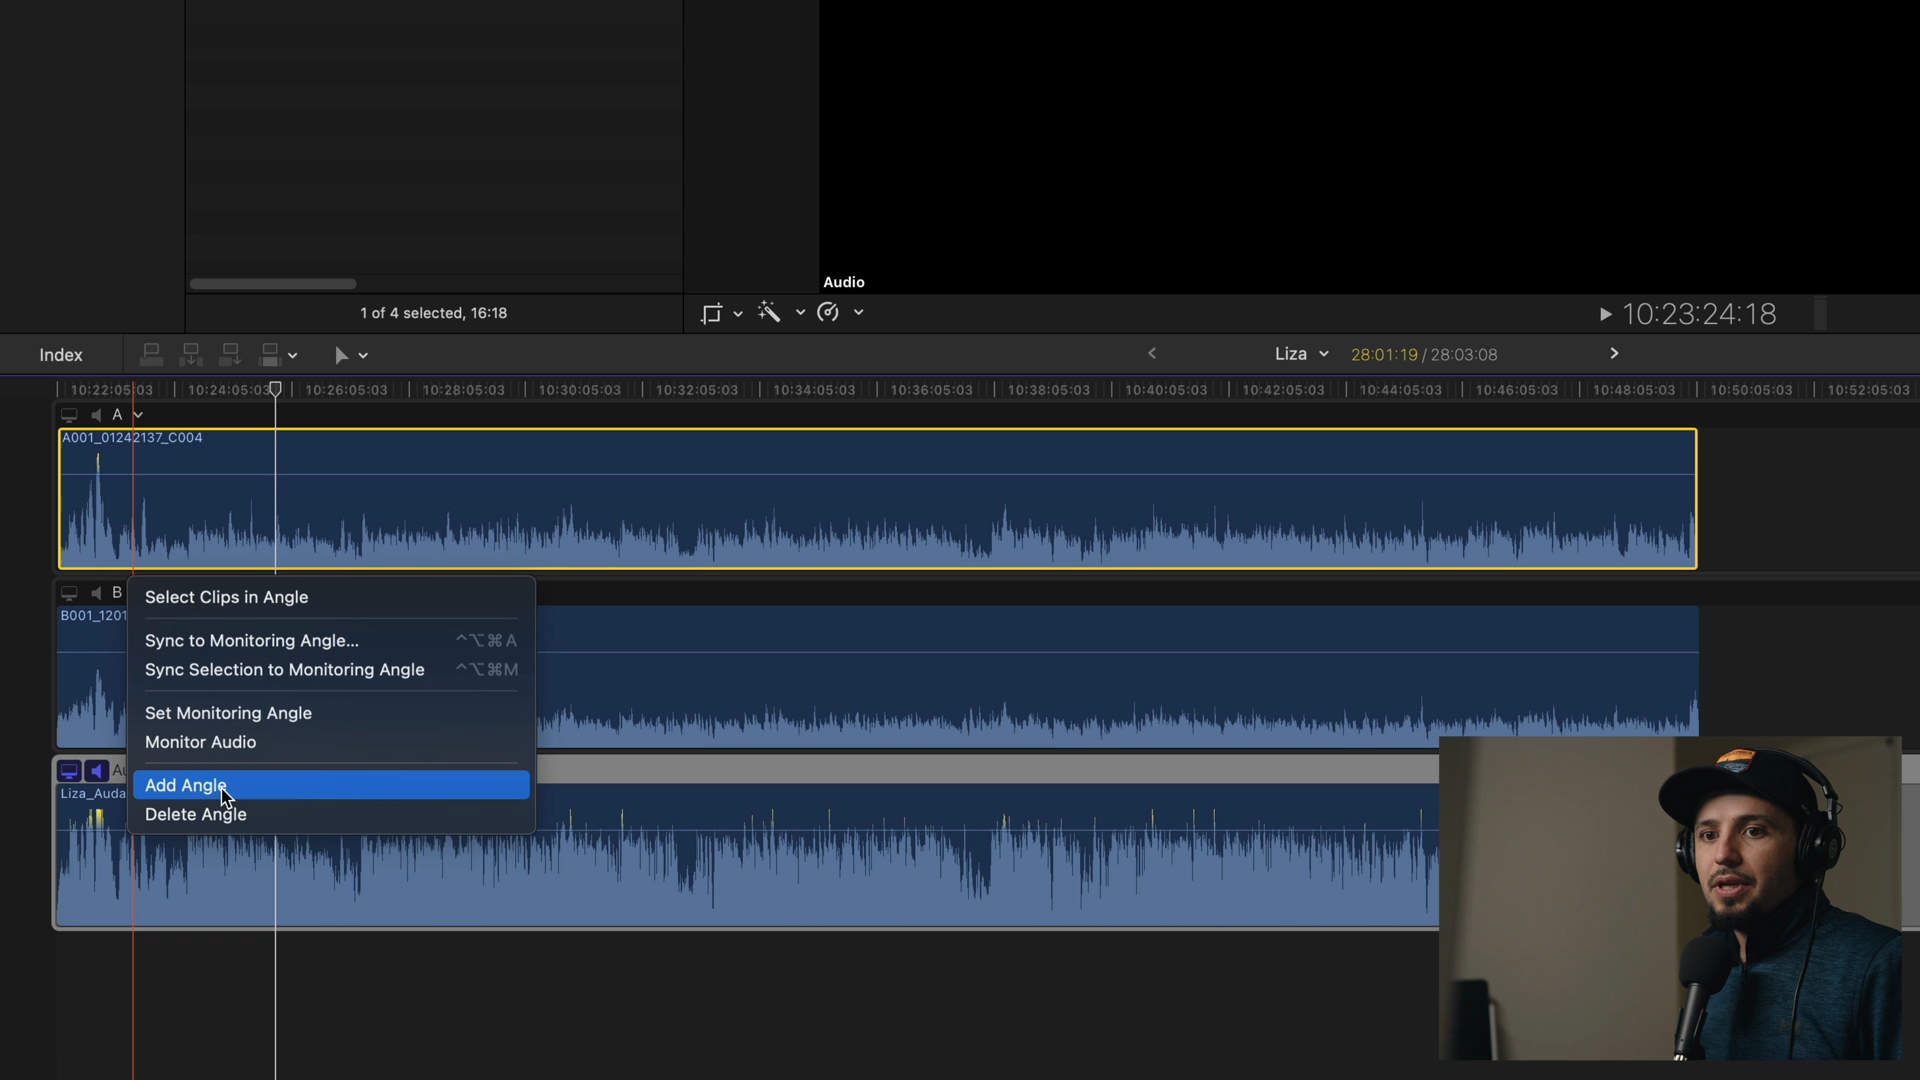 Audio
1 of 4 selected, 16:18
10:23:24:18
Index
Liza
28:01:19 / 28:03:08
10:22:05:03
10:24:05:03
10:26:05:03
10:28:05:03
10:30:05:03
10:32:05:03
10:34:05:03
10:36:05:03
10:38:05:03
10:40:05:03
10:42:05:03
10:44:05:03
10:46:05:03
10:48:05:03
10:50:05:03
10:52:05:03
A
A001_01242137_C004
B
B001_1201
Select Clips in Angle
Sync to Monitoring Angle... ^⌥⌘A
Sync Selection to Monitoring Angle ^⌥⌘M
Set Monitoring Angle
Monitor Audio
Add Angle
Delete Angle
Liza_Auda